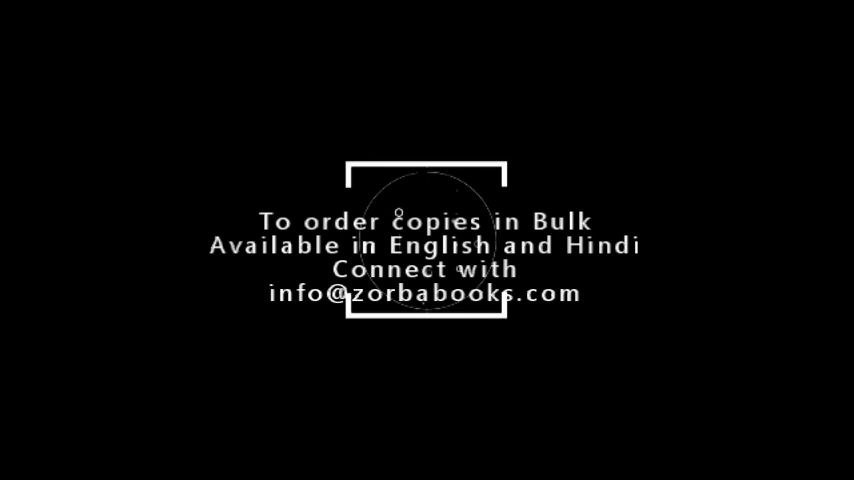 To order copies in Bulk
Available in English and Hindi
Connect with
info@zorbabooks.com